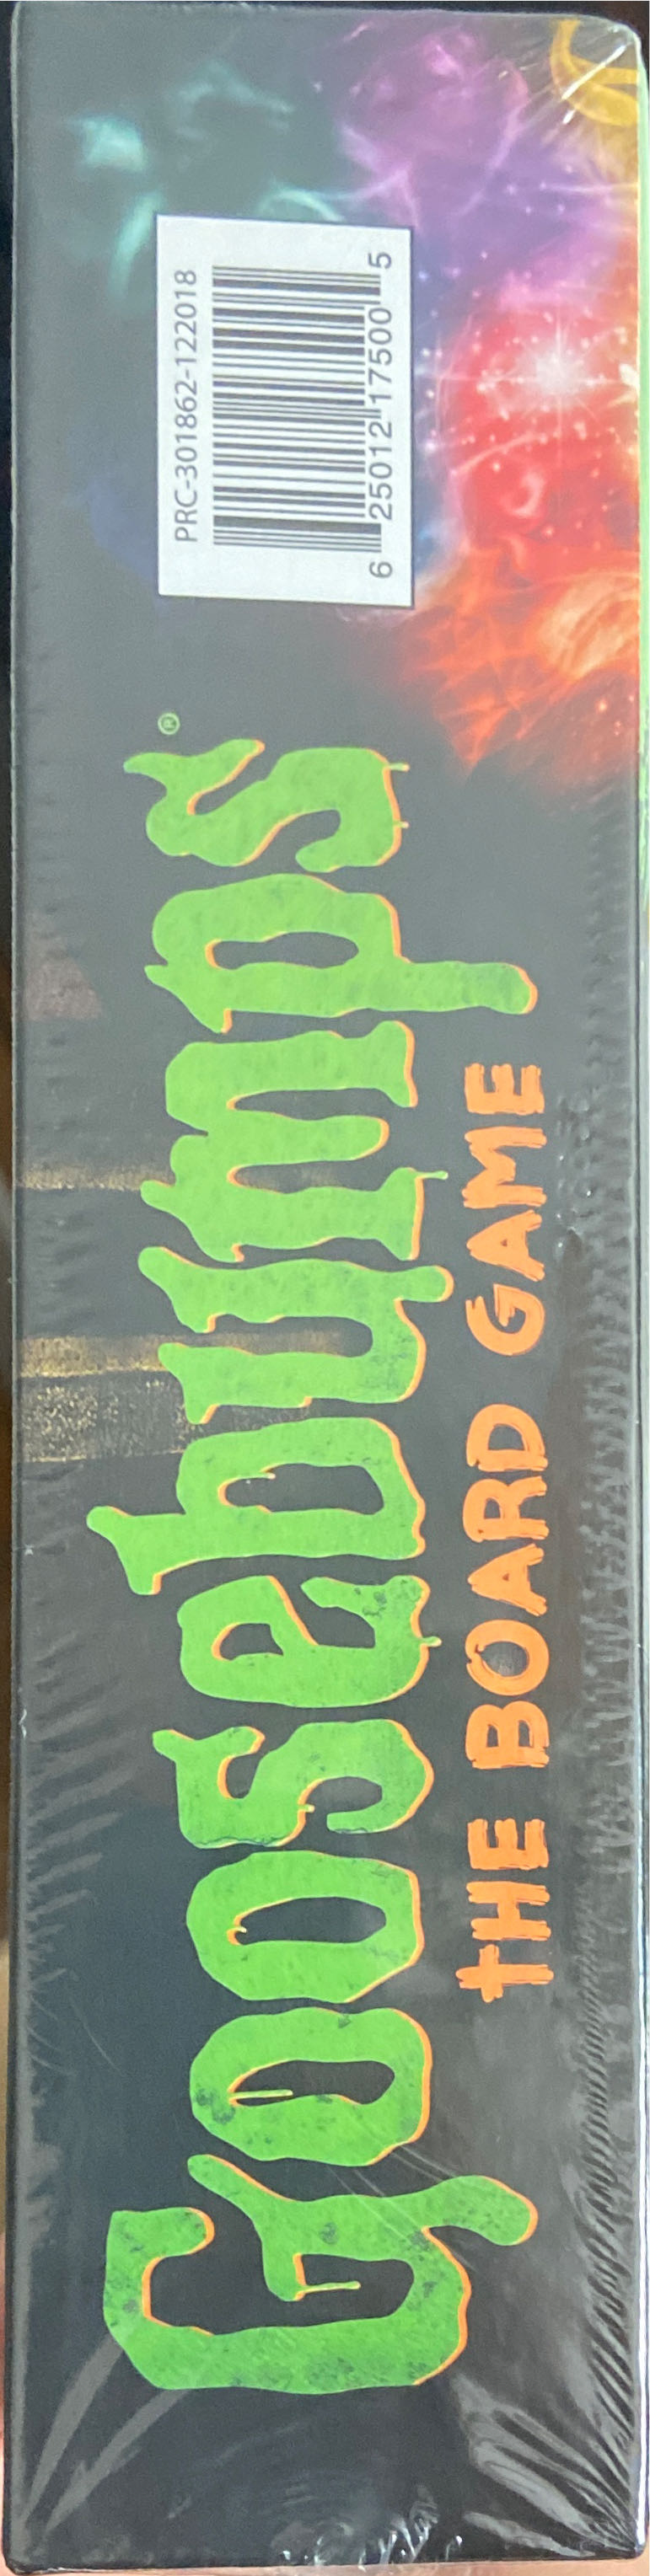 Goosebumps®
THE BOARD GAME
PRC-301862-122018
6 25012 17500 5